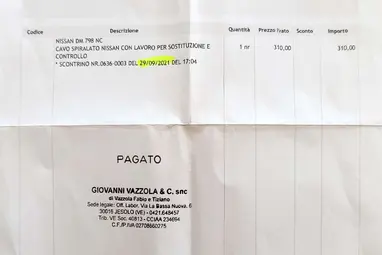 Codice Descrizione Quantità Prezzo ivato Sconto Importo
NISSAN DM 798 NC
CAVO SPIRALATO NISSAN CON LAVORO PER SOSTITUZIONE E 1 nr 310,00 310,00
CONTROLLO
* SCONTRINO NR.0636-0003 DEL 29/09/2021 DEL 17:04
PAGATO
GIOVANNI VAZZOLA & C. snc
di Vazzola Fabio e Tiziano
Sede legale: Off. Labor, Via La Bassa Nuova, 6
30016 JESOLO (VE) - 0421.648457
Trib. VE Soc. 40813 - CCIAA 234694
C.F./P.IVA 02708660275